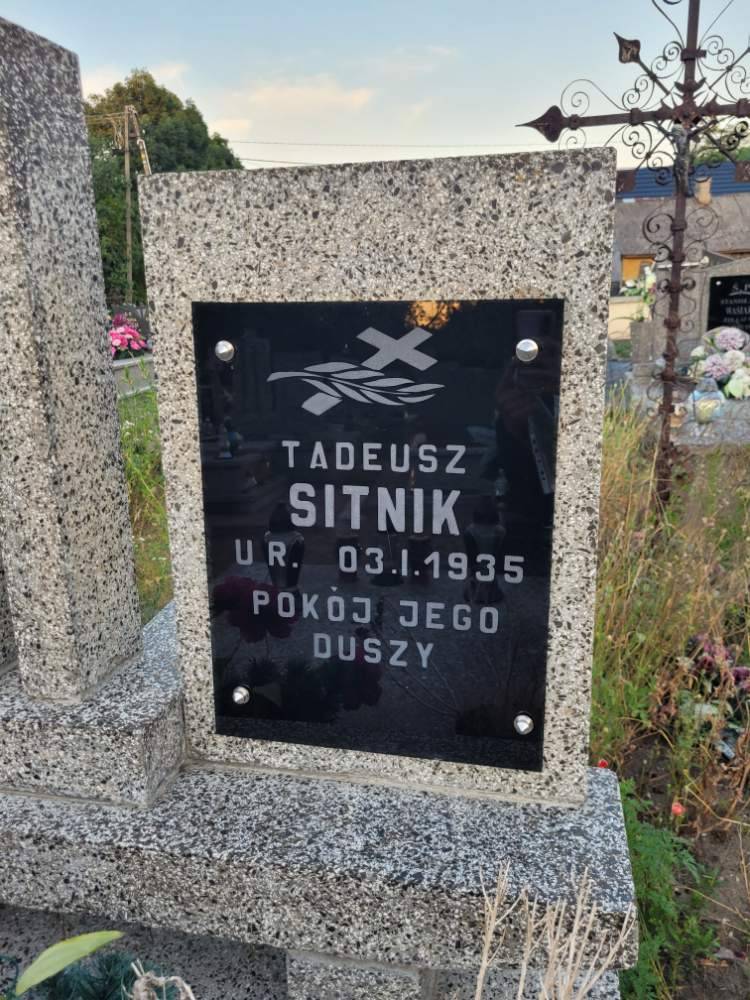 TADEUSZ
SITNIK
UR. 03.I.1935
POKÓJ JEGO
DUSZY
Ś.P.